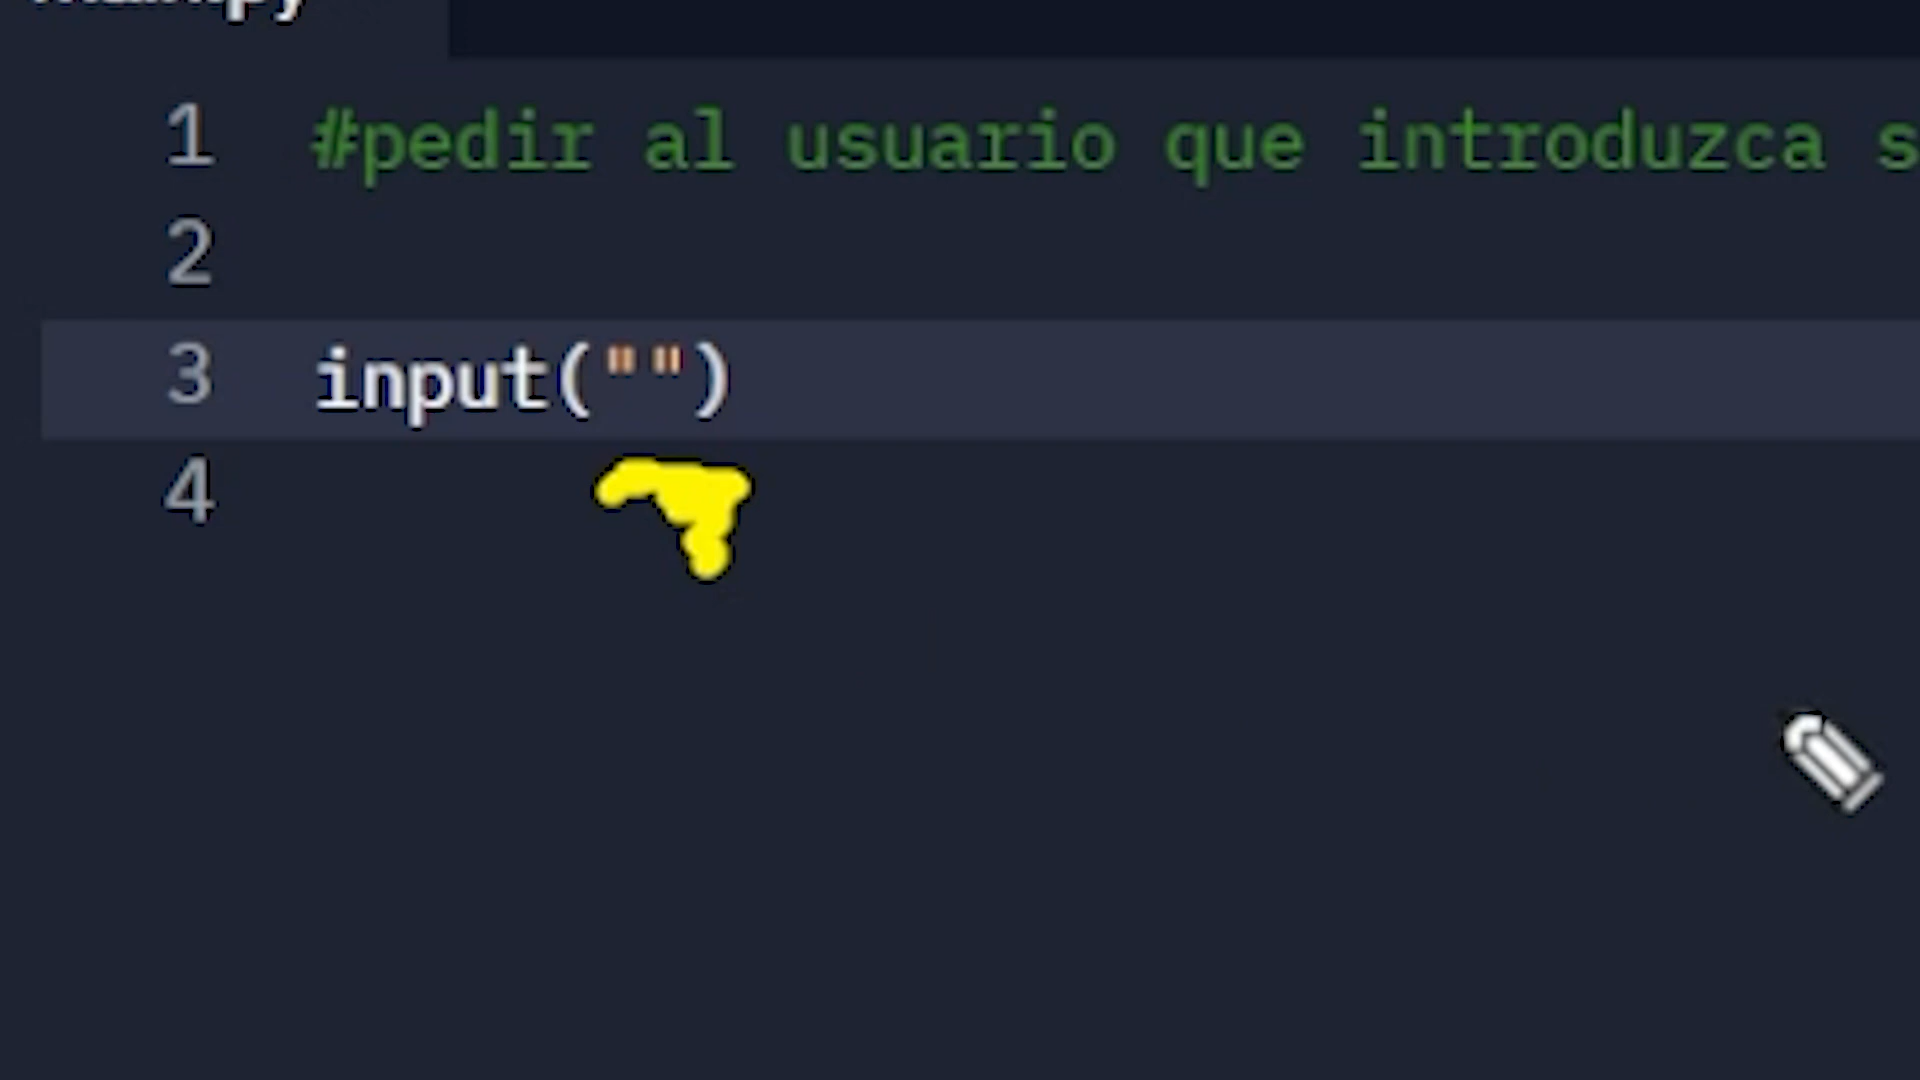 1 #pedir al usuario que introduzca
2
3 input("")
4